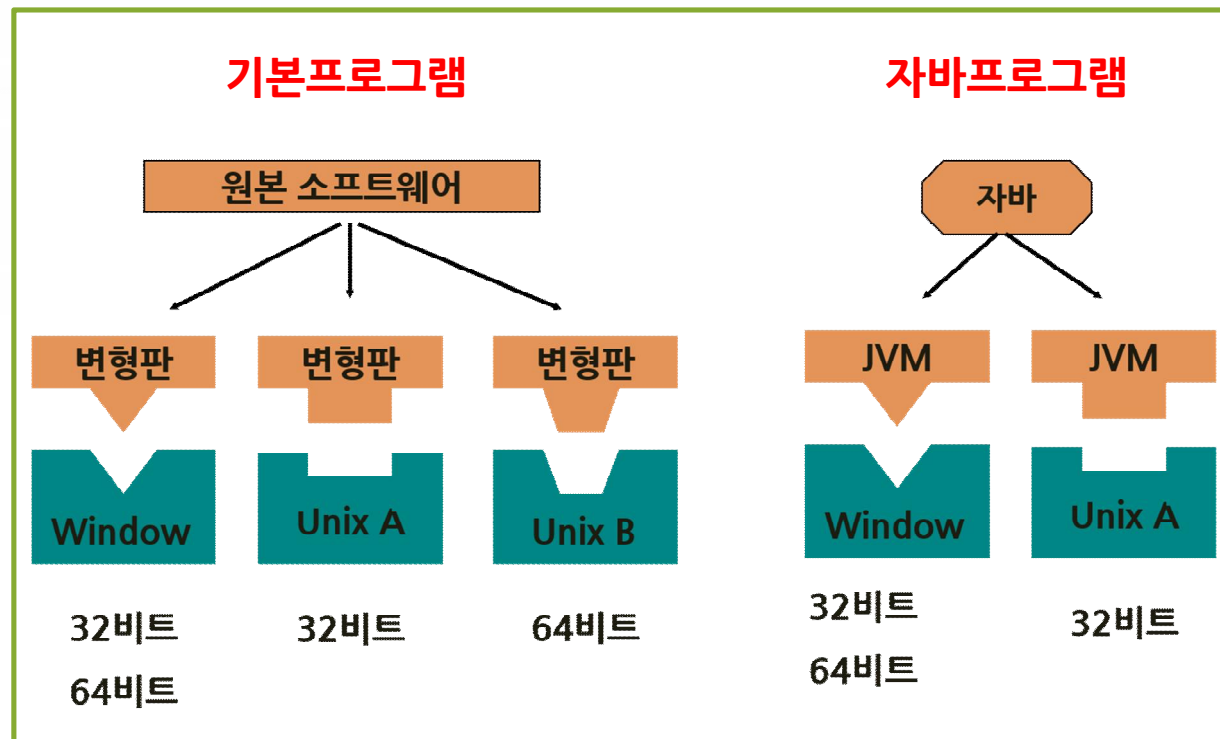 기본프로그램
원본 소프트웨어
변형판
변형판
변형판
Window
Unix A
Unix B
32비트
32비트
64비트
64비트
자바프로그램
자바
JVM
JVM
Window
Unix A
32비트
32비트
64비트